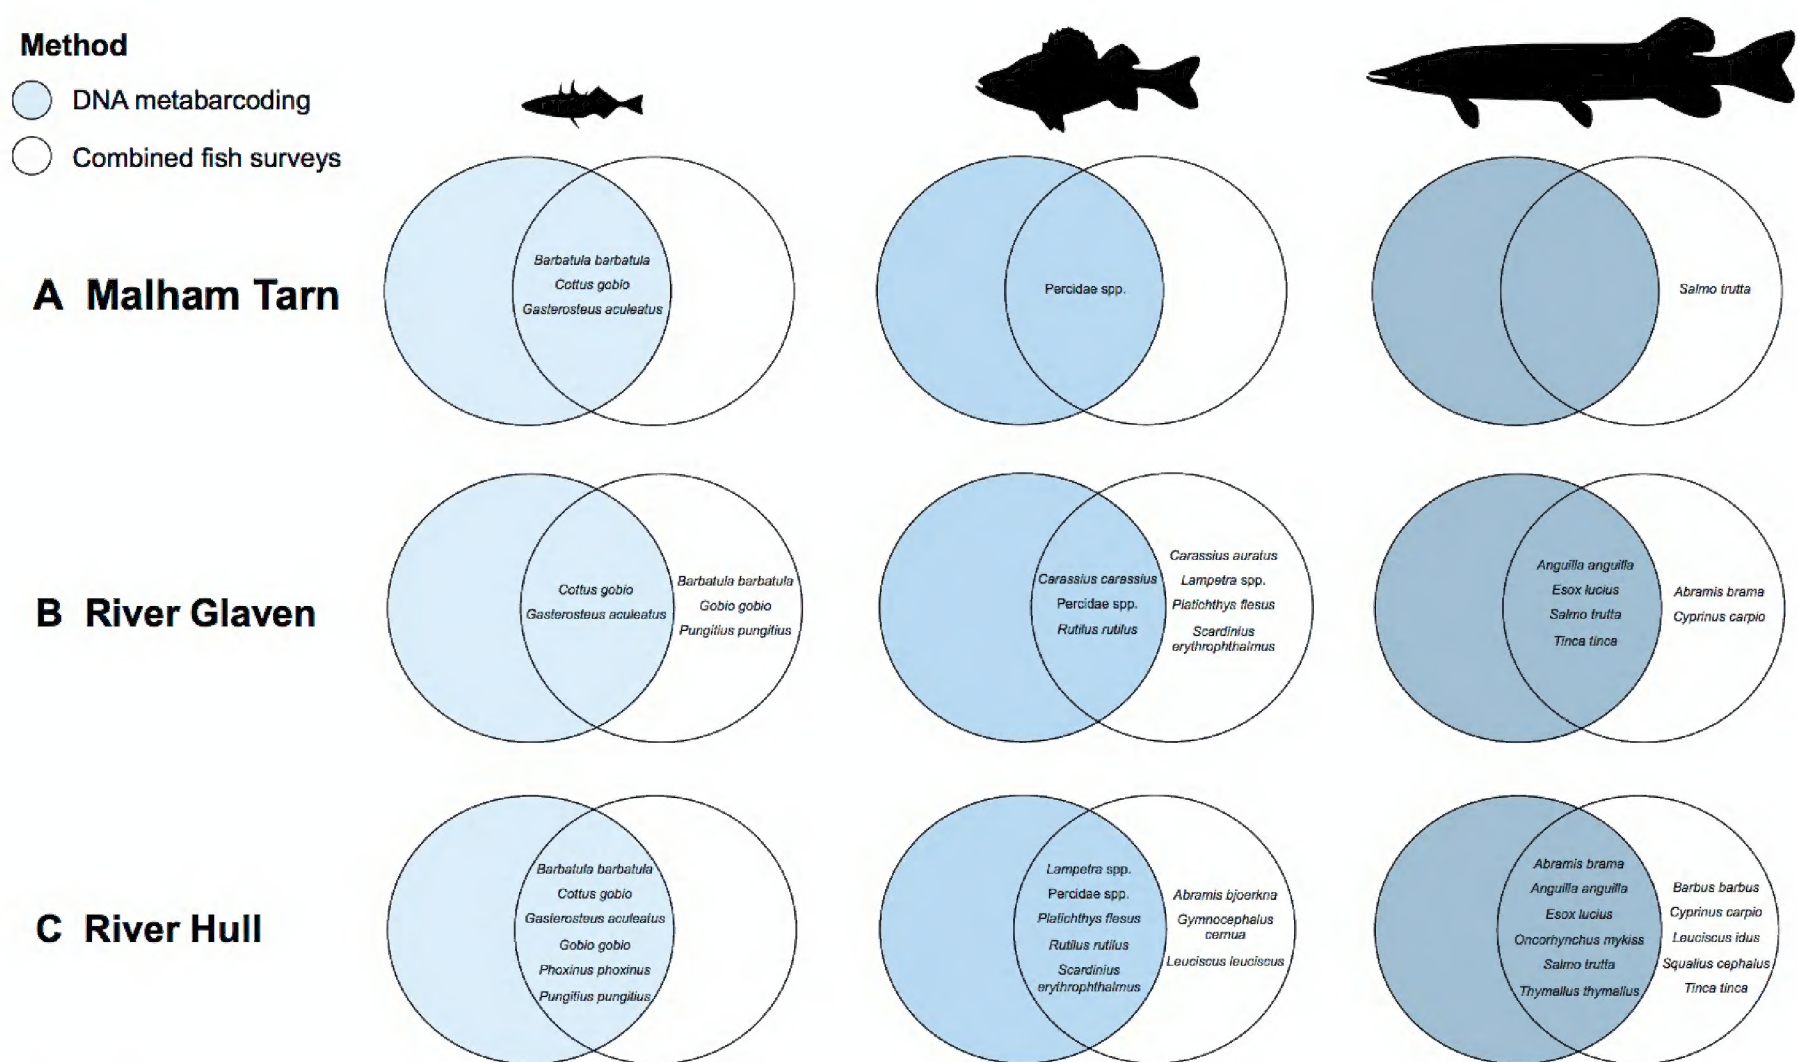 Method
DNA metabarcoding
Combined fish surveys
A Malham Tarn
Barbatula barbatula
Cottus gobio
Gasterosteus aculeatus
Percidae spp.
Salmo trutta
B River Glaven
Cottus gobio
Gasterosteus aculeatus
Barbatula barbatula
Gobio gobio
Pungitius pungitius
Carassius carassius
Percidae spp.
Rutilus rutilus
Carassius auratus
Lampetra spp.
Platichthys flesus
Scardinius
erythrophthalmus
Anguilla anguilla
Esox lucius
Salmo trutta
Tinca tinca
Abramis brama
Cyprinus carpio
C River Hull
Barbatula barbatula
Cottus gobio
Gasterosteus aculeatus
Gobio gobio
Phoxinus phoxinus
Pungitius pungitius
Lampetra spp.
Percidae spp.
Platichthys flesus
Rutilus rutilus
Scardinius
erythrophthalmus
Abramis bjoerkna
Gymnocephalus
cernua
Leuciscus leuciscus
Abramis brama
Anguilla anguilla
Esox lucius
Oncorhynchus mykiss
Salmo trutta
Thymallus thymallus
Barbus barbus
Cyprinus carpio
Leuciscus idus
Squalius cephalus
Tinca tinca